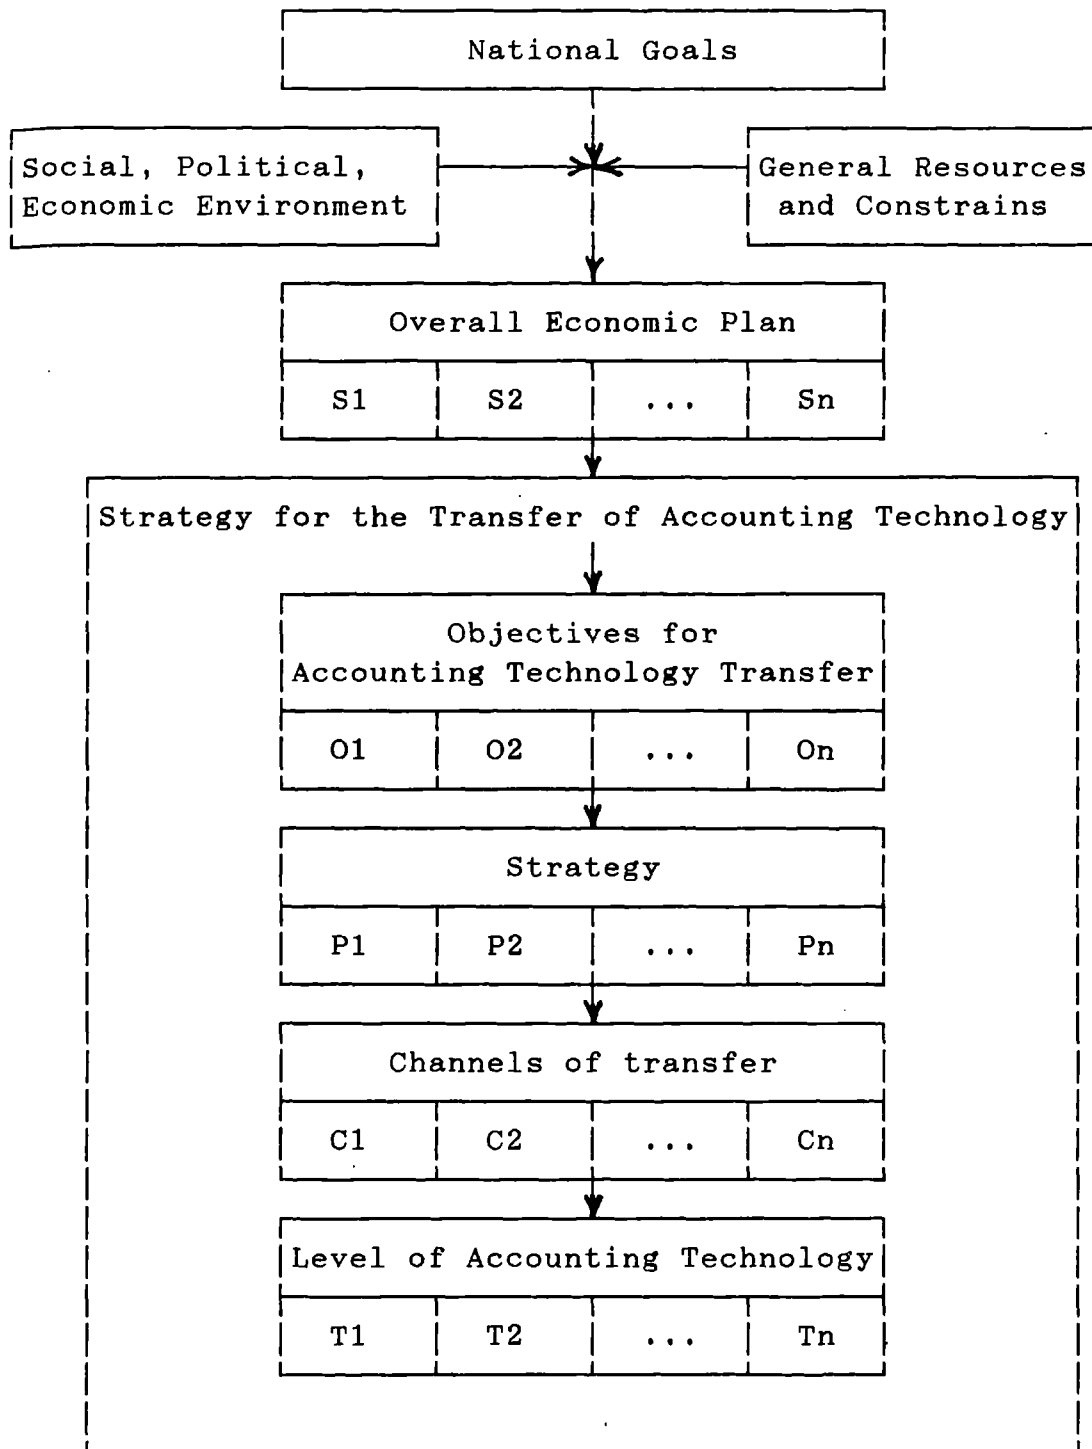 National Goals
Social, Political,
Economic Environment
General Resources
and Constrains
Overall Economic Plan
S1 S2 ... Sn
Strategy for the Transfer of Accounting Technology
Objectives for
Accounting Technology Transfer
O1 O2 ... On
Strategy
P1 P2 ... Pn
Channels of transfer
C1 C2 ... Cn
Level of Accounting Technology
T1 T2 ... Tn